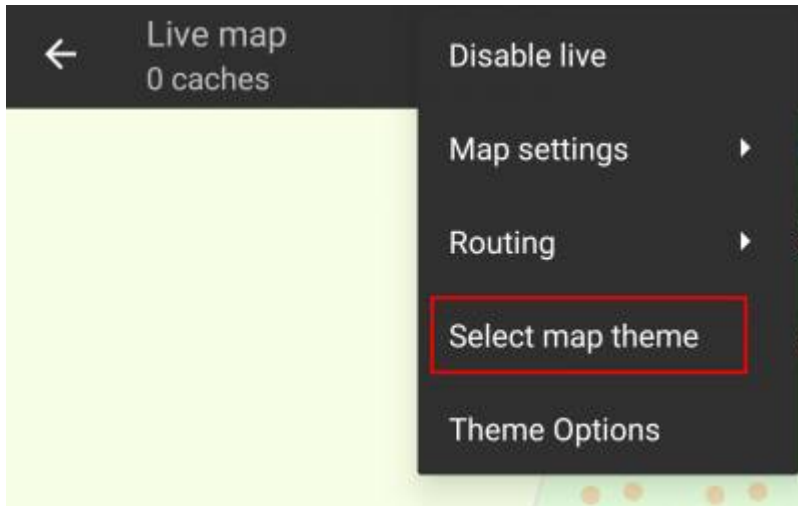 Live map
0 caches
Disable live
Map settings
Routing
Select map theme
Theme Options